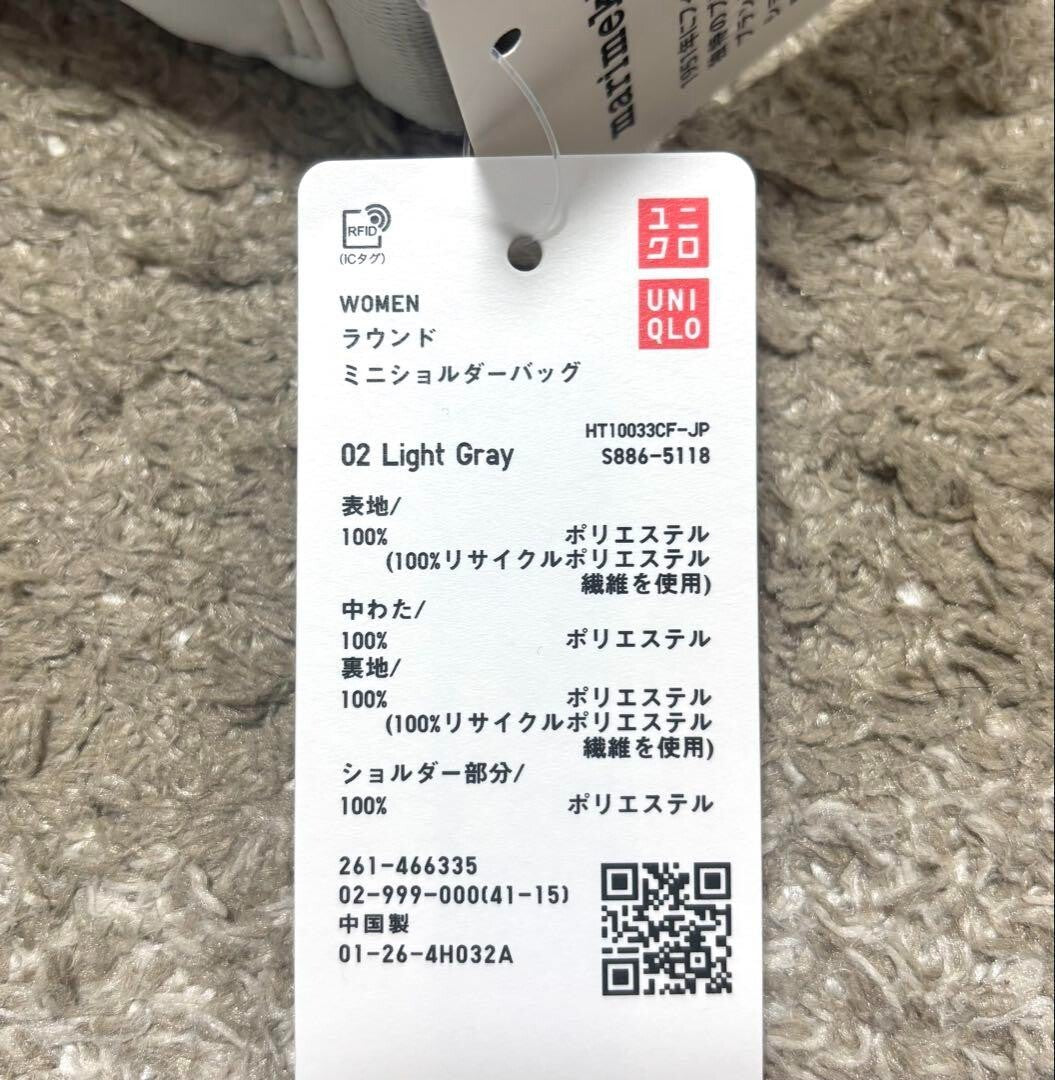 RFID
(ICタグ)
ユニ
クロ
UNI
QLO
WOMEN
ラウンド
ミニショルダーバッグ
HT10033CF-JP
02 Light Gray
S886-5118
表地/
100% ポリエステル
(100%リサイクルポリエステル
繊維を使用)
中わた/
100% ポリエステル
裏地/
100% ポリエステル
(100%リサイクルポリエステル
繊維を使用)
ショルダー部分/
100% ポリエステル
261-466335
02-999-000(41-15)
中国製
01-26-4H032A